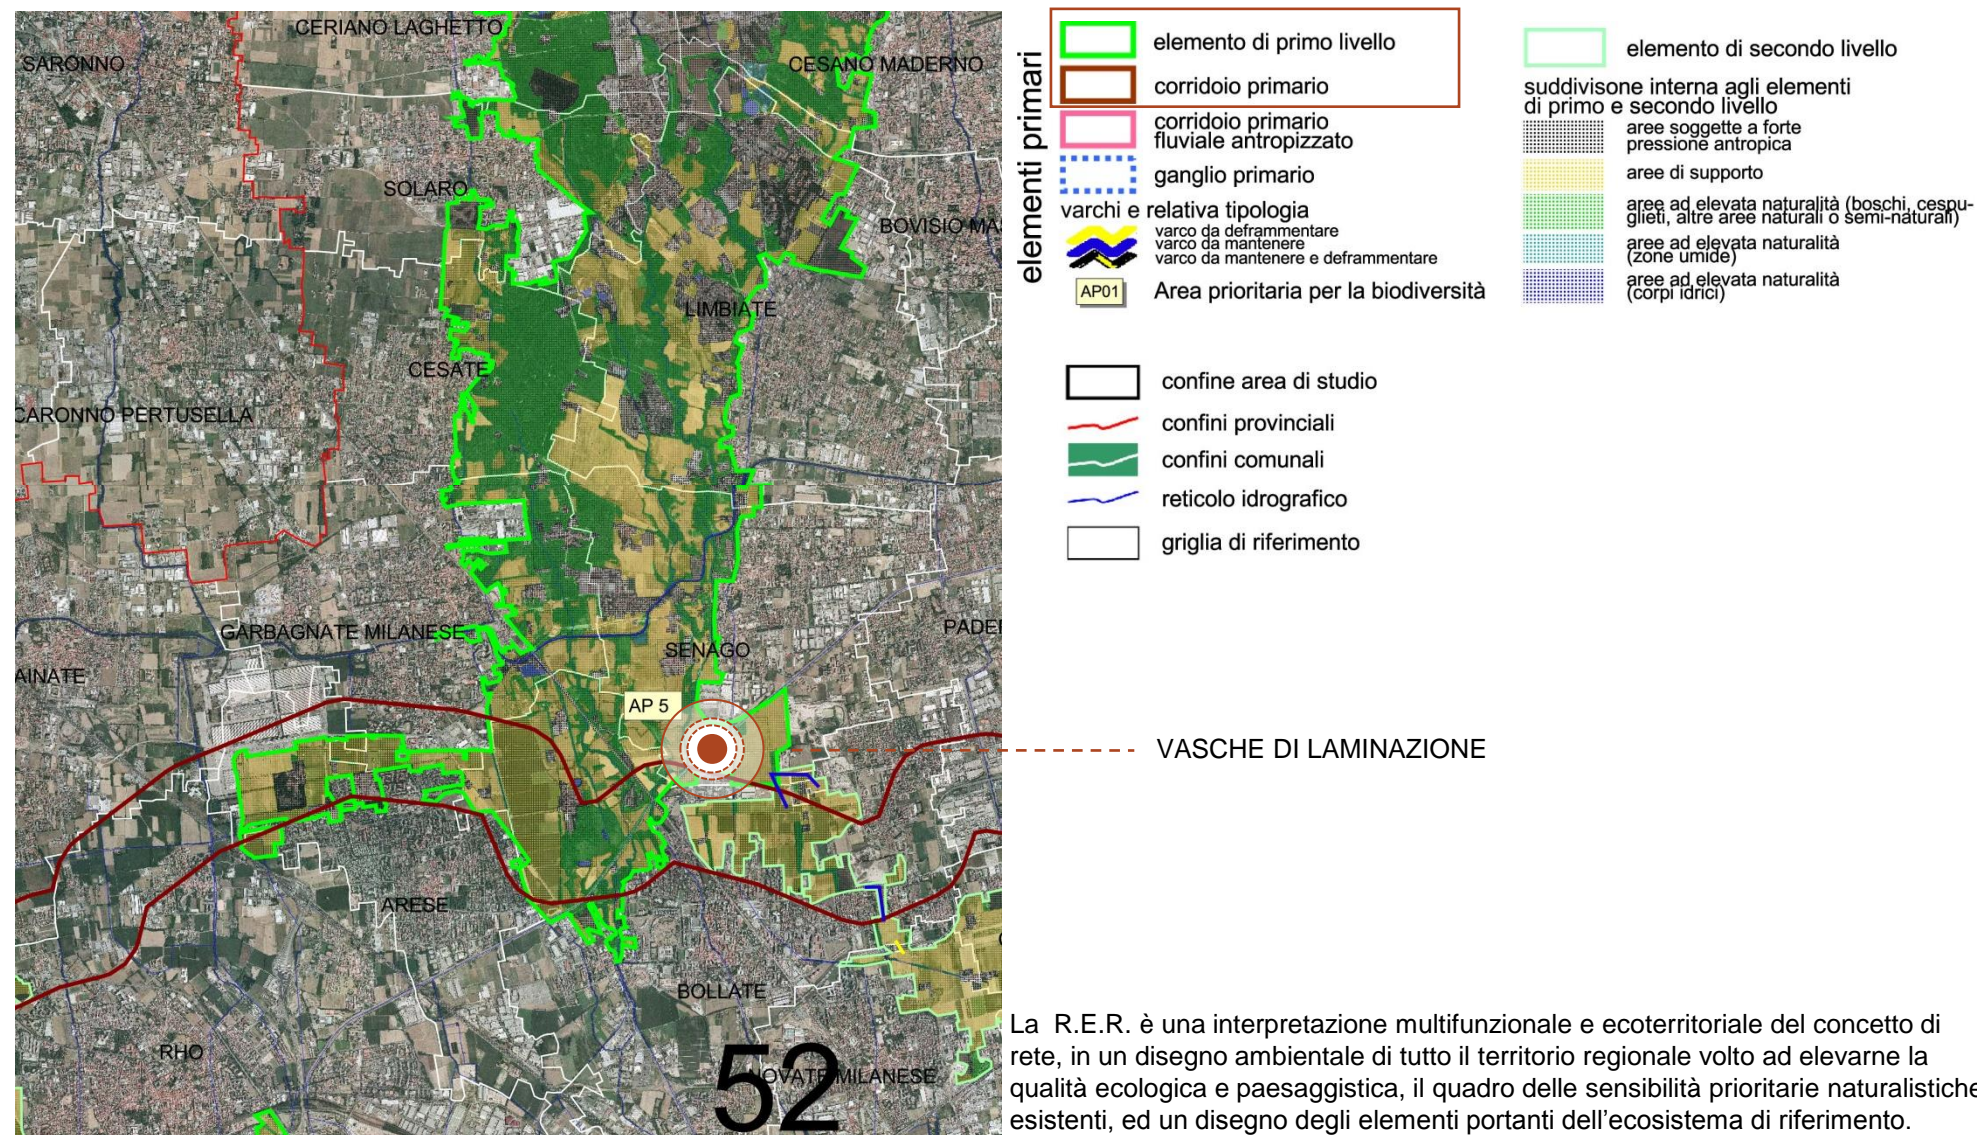 CERIANO LAGHETTO
SARONNO
CESANO MADERNO
SOLARO
BOVISIO MA
LIMBIATE
CESATE
CARONNO PERTUSELLA
GARBAGNATE MILANESE
PADE
SENAGO
AINATE
AP 5
ARESE
BOLLATE
RHO
52
NOVATE MILANESE
elementi primari
elemento di primo livello
corridoio primario
corridoio primario
fluviale antropizzato
ganglio primario
varchi e relativa tipologia
varco da deframmentare
varco da mantenere
varco da mantenere e deframmentare
AP01
Area prioritaria per la biodiversità
elemento di secondo livello
suddivisone interna agli elementi
di primo e secondo livello
aree soggette a forte
pressione antropica
aree di supporto
aree ad elevata naturalità (boschi, cespu-
glieti, altre aree naturali o semi-naturali)
aree ad elevata naturalità
(zone umide)
aree ad elevata naturalità
(corpi idrici)
confine area di studio
confini provinciali
confini comunali
reticolo idrografico
griglia di riferimento
VASCHE DI LAMINAZIONE
La R.E.R. è una interpretazione multifunzionale e ecoterritoriale del concetto di
rete, in un disegno ambientale di tutto il territorio regionale volto ad elevarne la
qualità ecologica e paesaggistica, il quadro delle sensibilità prioritarie naturalistiche
esistenti, ed un disegno degli elementi portanti dell'ecosistema di riferimento.